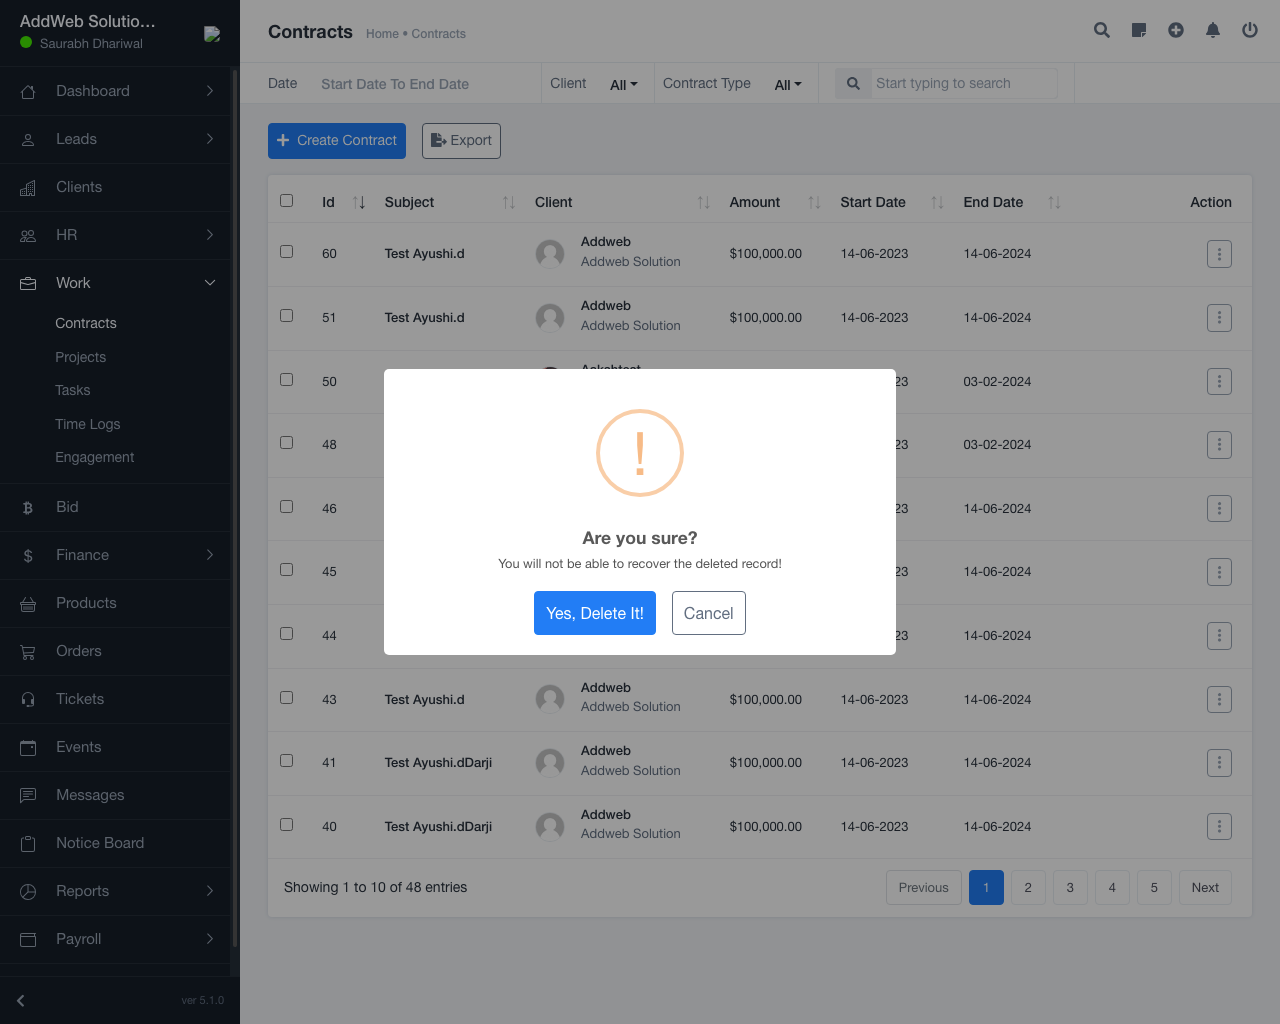 AddWeb Solutio...
Saurabh Dhariwal
Dashboard
Leads
Clients
HR
Work
Contracts
Projects
Tasks
Time Logs
Engagement
Bid
Finance
Products
Orders
Tickets
Events
Messages
Notice Board
Reports
Payroll
ver 5.1.0
Contracts Home • Contracts
Date Start Date To End Date Client All Contract Type All Start typing to search
Create Contract Export
Id Subject Client Amount Start Date End Date Action
60 Test Ayushi.d Addweb $100,000.00 14-06-2023 14-06-2024
Addweb Solution
51 Test Ayushi.d Addweb $100,000.00 14-06-2023 14-06-2024
Addweb Solution
50 23 03-02-2024
48 23 03-02-2024
46 23 14-06-2024
45 23 14-06-2024
44 23 14-06-2024
Are you sure?
You will not be able to recover the deleted record!
Yes, Delete It! Cancel
43 Test Ayushi.d Addweb $100,000.00 14-06-2023 14-06-2024
Addweb Solution
41 Test Ayushi.dDarji Addweb $100,000.00 14-06-2023 14-06-2024
Addweb Solution
40 Test Ayushi.dDarji Addweb $100,000.00 14-06-2023 14-06-2024
Addweb Solution
Showing 1 to 10 of 48 entries Previous 1 2 3 4 5 Next